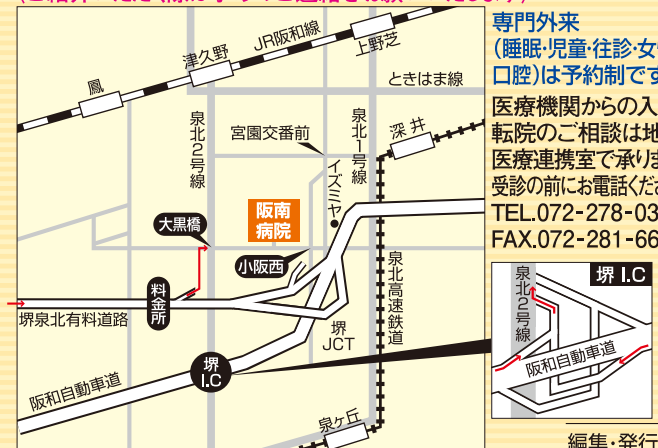 専門外来
(睡眠・児童・往診・女
口腔)は予約制です
医療機関からの入
転院のご相談は地
医療連携室で承りま
受診の前にお電話くださ
TEL.072-278-03
FAX.072-281-66
鳳
津久野
JR阪和線
上野芝
ときはま線
泉北2号線
宮園交番前
泉北1号線
深井
イズミヤ
阪南
病院
大黒橋
小阪西
料金所
堺泉北有料道路
泉北高速鉄道
堺
JCT
堺
I.C
阪和自動車道
泉ヶ丘
堺 I.C
泉北2号線
阪和自動車道
編集・発行